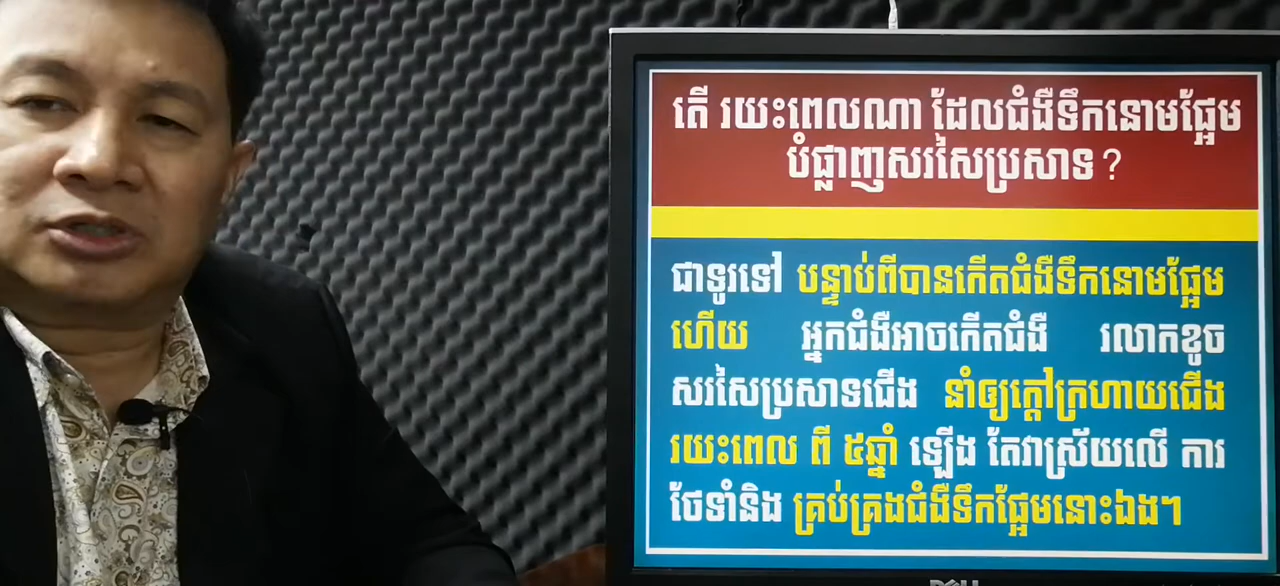 តើ រយះពេលណា ដែលជំងឺទឹកនោមផ្អែម
បំផ្លាញសរសៃប្រសាទ?
ជាទូរទៅ បន្ទាប់ពីបានកើតជំងឺទឹកនោមផ្អែម
ហើយ អ្នកជំងឺអាចកើតជំងឺ រលាកខូច
សរសៃប្រសាទជើង នាំឲ្យក្តៅក្រហាយជើង
រយះពេល ពី ៥ឆ្នាំ ឡើង តែវាស្រ័យលើ ការ
ថែទាំនិង គ្រប់គ្រងជំងឺទឹកផ្អែមនោះឯង។